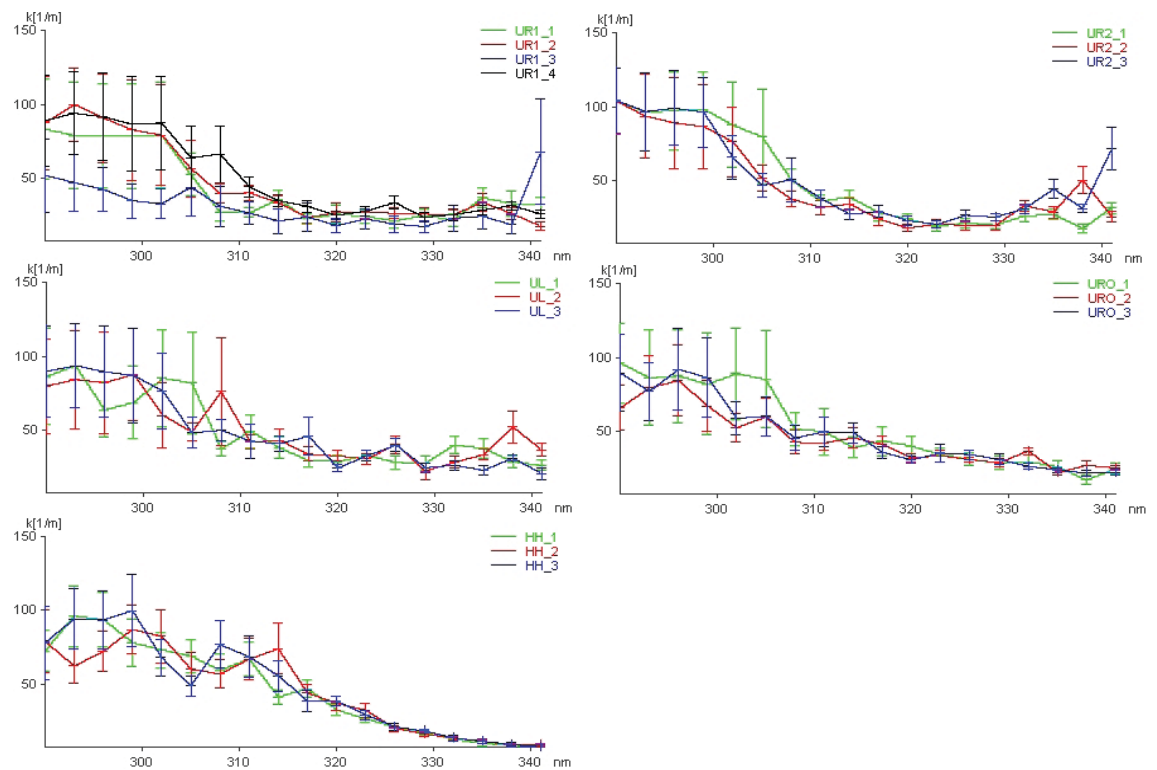 k[1/m]
150
100
50
300
310
320
330
340
nm
UR1_1
UR1_2
UR1_3
UR1_4
k[1/m]
150
100
50
300
310
320
330
340
nm
UR2_1
UR2_2
UR2_3
k[1/m]
150
100
50
300
310
320
330
340
nm
UL_1
UL_2
UL_3
k[1/m]
150
100
50
300
310
320
330
340
nm
URO_1
URO_2
URO_3
k[1/m]
150
100
50
300
310
320
330
340
nm
HH_1
HH_2
HH_3